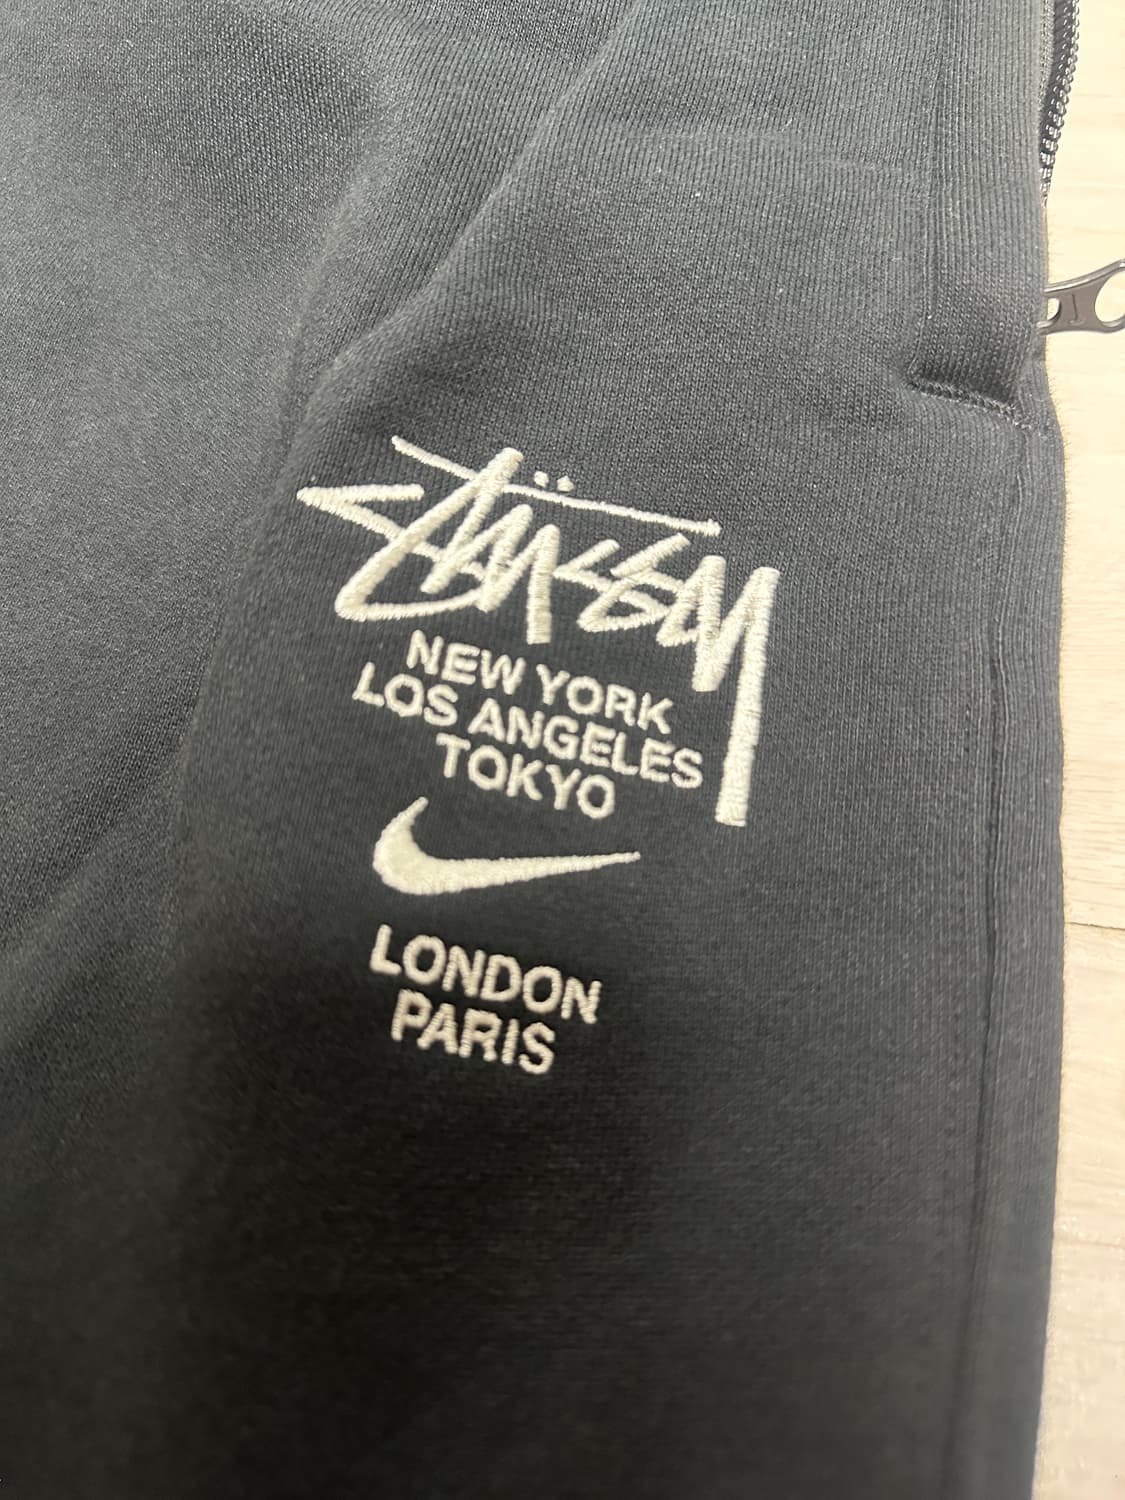 Stüssy
NEW YORK
LOS ANGELES
TOKYO
LONDON
PARIS